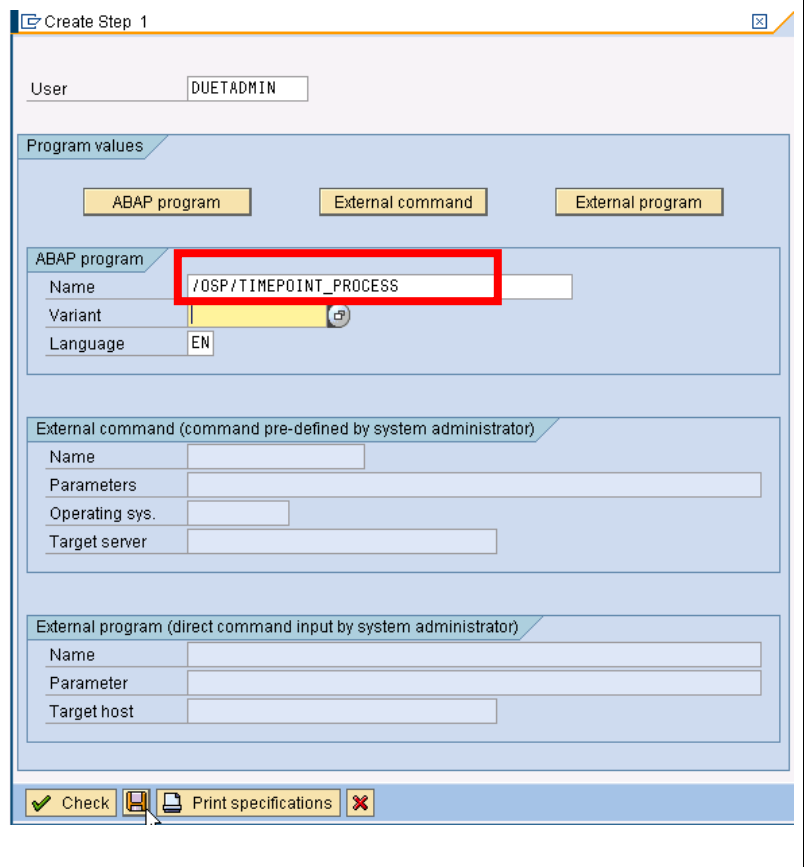 Create Step 1
User DUETADMIN
Program values
ABAP program External command External program
ABAP program
Name /OSP/TIMEPOINT_PROCESS
Variant
Language EN
External command (command pre-defined by system administrator)
Name
Parameters
Operating sys.
Target server
External program (direct command input by system administrator)
Name
Parameter
Target host
Check Print specifications